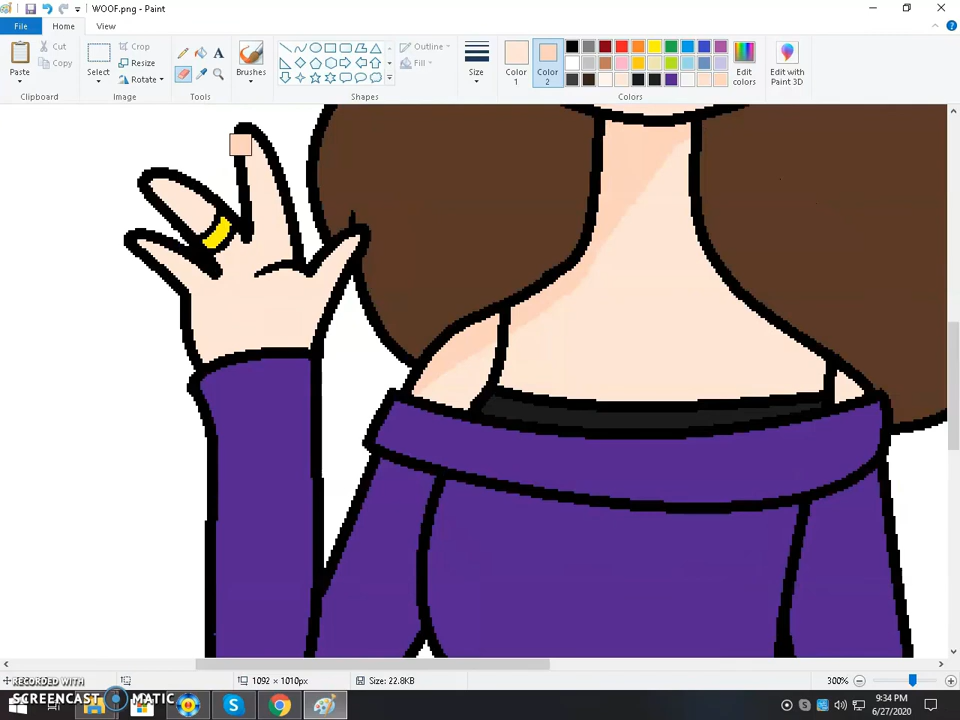 WOOF.png - Paint
File
Home
View
Paste
Cut
Copy
Clipboard
Select
Crop
Resize
Rotate
Image
A
Tools
Brushes
Outline
Fill
Shapes
Size
Color
1
Color
2
Edit
colors
Colors
Edit with
Paint 3D
1092 × 1010px
Size: 22.8KB
300%
RECORDED WITH
SCREENCAST MATIC
9:34 PM
6/27/2020